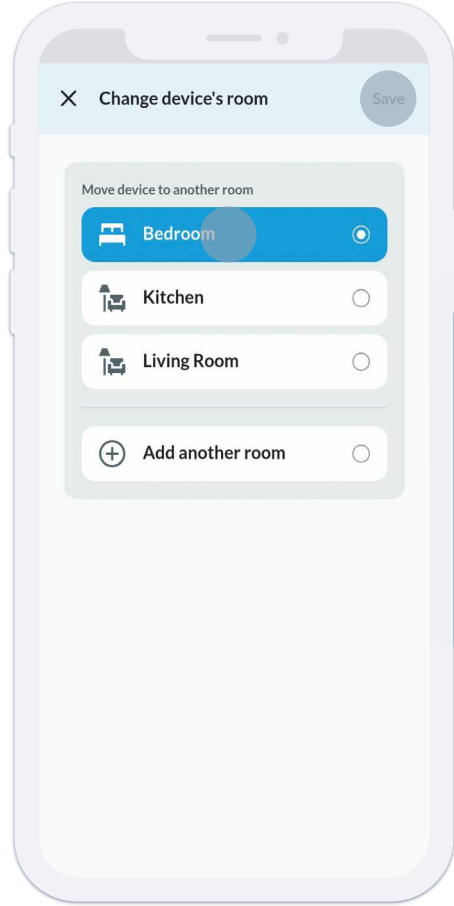 Change device's room
Save
Move device to another room
Bedroom
Kitchen
Living Room
Add another room